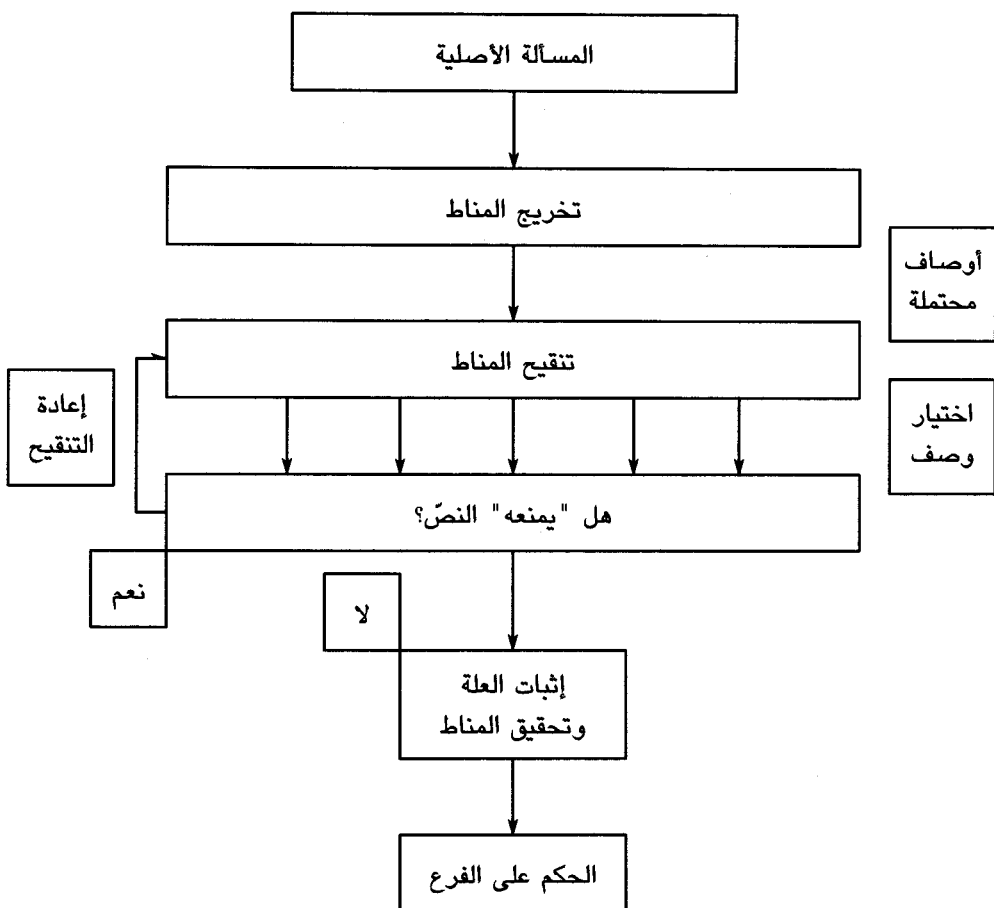 المسألة الأصلية
تخريج المناط
أوصاف
محتملة
تنقيح المناط
إعادة
التنقيح
اختيار
وصف
هل "يمنعه" النصّ؟
نعم
لا
إثبات العلة
وتحقيق المناط
الحكم على الفرع